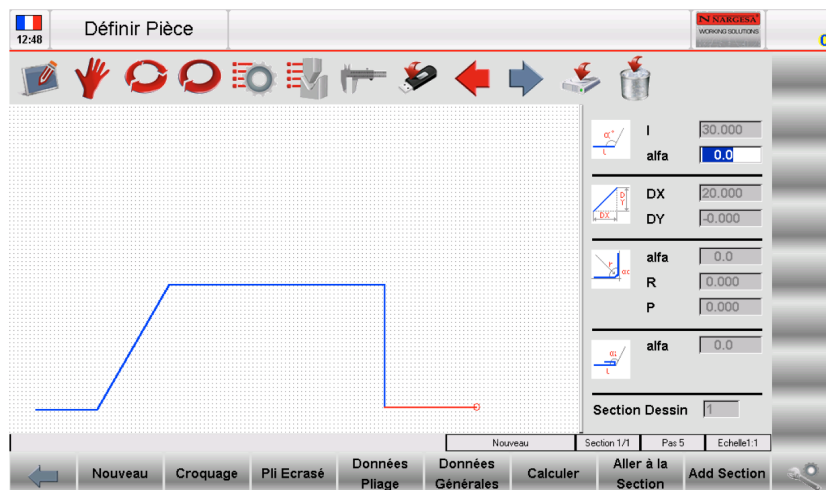 12:48
Définir Pièce
NARGESA
WORKING SOLUTIONS
l 30.000
alfa 0.0
DX 20.000
DY -0.000
alfa 0.0
R 0.000
P 0.000
alfa 0.0
Section Dessin 1
Nouveau Section 1/1 Pas 5 Echelle1:1
Nouveau Croquage Pli Ecrasé Données Pliage Données Générales Calculer Aller à la Section Add Section